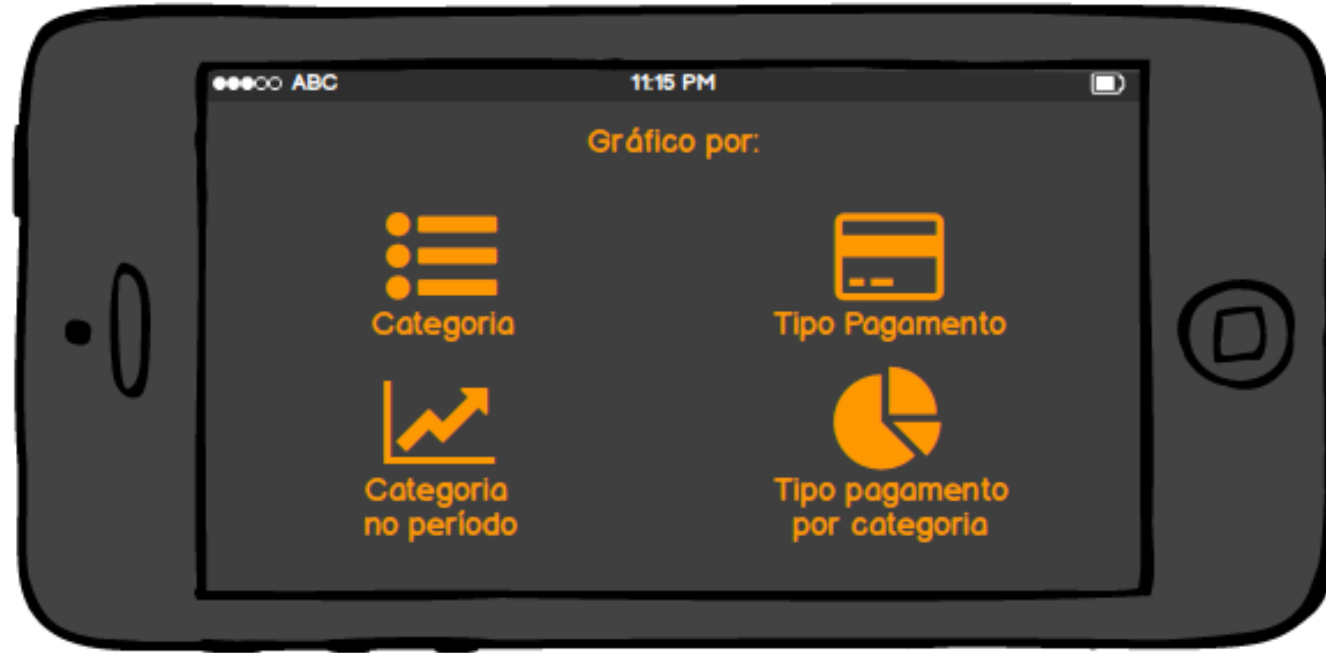 ABC 11:15 PM
Gráfico por:
Categoria
Tipo Pagamento
Categoria
no período
Tipo pagamento
por categoria